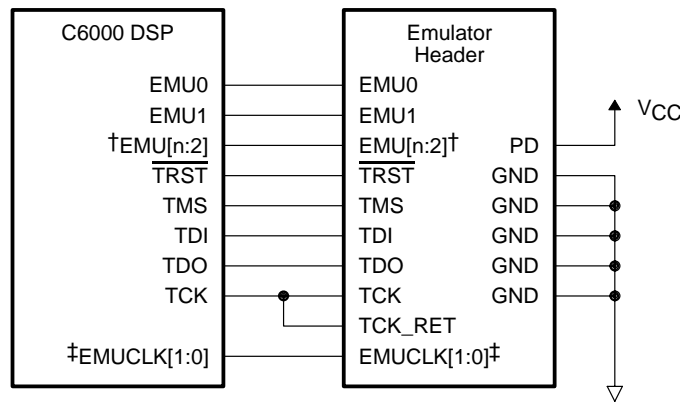 C6000 DSP
EMU0
EMU1
†EMU[n:2]
TRST
TMS
TDI
TDO
TCK
‡EMUCLK[1:0]
Emulator
Header
EMU0
EMU1
EMU[n:2]†
TRST
TMS
TDI
TDO
TCK
TCK_RET
EMUCLK[1:0]‡
PD
GND
GND
GND
GND
GND
VCC